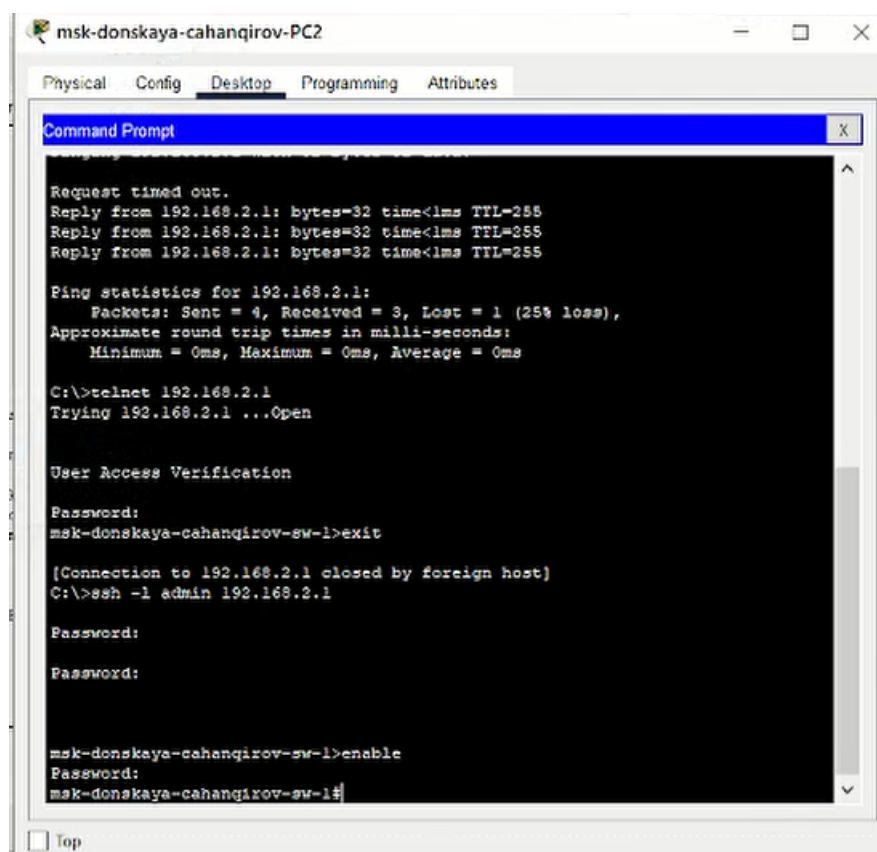 msk-donskaya-cahanqirov-PC2
Physical Config Desktop Programming Attributes
Command Prompt X
Request timed out.
Reply from 192.168.2.1: bytes=32 time<1ms TTL=255
Reply from 192.168.2.1: bytes=32 time<1ms TTL=255
Reply from 192.168.2.1: bytes=32 time<1ms TTL=255
Ping statistics for 192.168.2.1:
Packets: Sent = 4, Received = 3, Lost = 1 (25% loss),
Approximate round trip times in milli-seconds:
Minimum = 0ms, Maximum = 0ms, Average = 0ms
C:\>telnet 192.168.2.1
Trying 192.168.2.1 ...Open
User Access Verification
Password:
msk-donskaya-cahanqirov-sw-1>exit
[Connection to 192.168.2.1 closed by foreign host]
C:\>ssh -l admin 192.168.2.1
Password:
Password:
msk-donskaya-cahanqirov-sw-1>enable
Password:
msk-donskaya-cahanqirov-sw-1#
Top